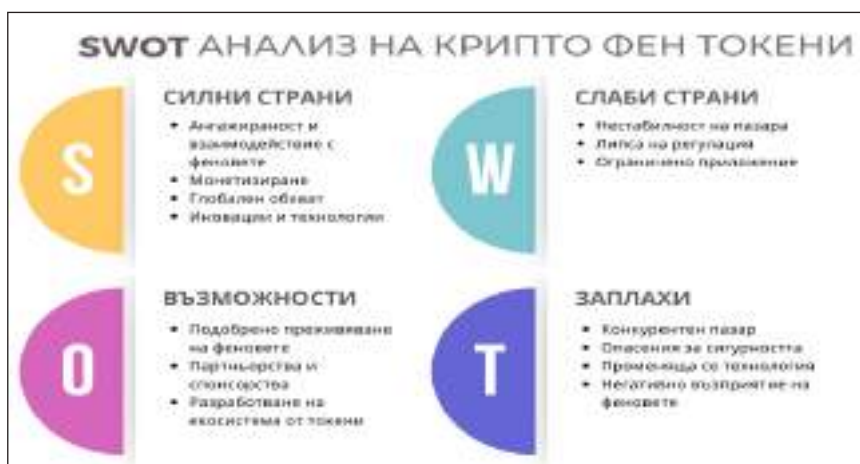 SWOT АНАЛИЗ НА КРИПТО ФЕН ТОКЕНИ
S
СИЛНИ СТРАНИ
• Ангажираност и
взаимодействие с
феновете
• Монетизиране
• Глобален обхват
• Иновации и технологии
W
СЛАБИ СТРАНИ
• Нестабилност на пазара
• Липса на регулация
• Ограничено приложение
O
ВЪЗМОЖНОСТИ
• Подобрено преживяване
на феновете
• Партньорства и
спонсорства
• Разработване на
екосистема от токени
T
ЗАПЛАХИ
• Конкурентен пазар
• Опасения за сигурността
• Променяща се технология
• Негативно възприятие на
феновете